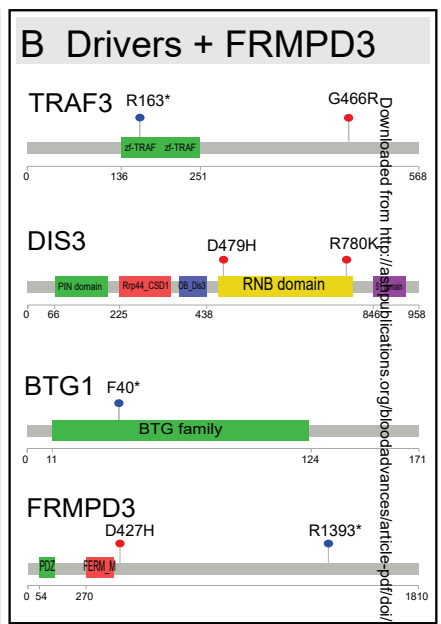 B Drivers + FRMPD3
TRAF3
R163*
G466R
zf-TRAF zf-TRAF
0 136 251 568
DIS3
D479H
R780K
PIN domain Rrp44_CSD1 OB_Dis3 RNB domain
0 66 225 438 846 958
BTG1
F40*
BTG family
0 11 124 171
FRMPD3
D427H
R1393*
PDZ FERM_M
0 54 270 1810
Downloaded from http://ashpublications.org/bloodadvances/article-pdf/doi/